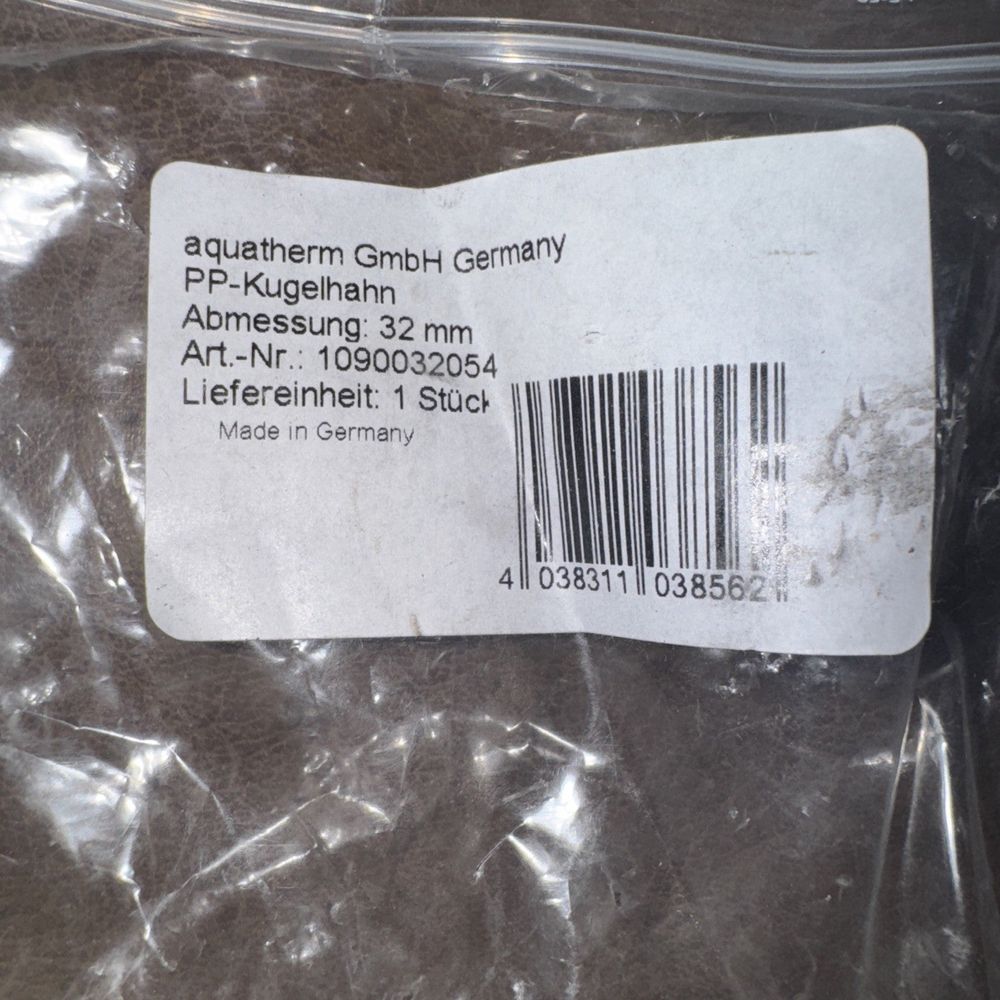 aquatherm GmbH Germany
PP-Kugelhahn
Abmessung: 32 mm
Art.-Nr.: 1090032054
Liefereinheit: 1 Stück
Made in Germany
4 038311 038562